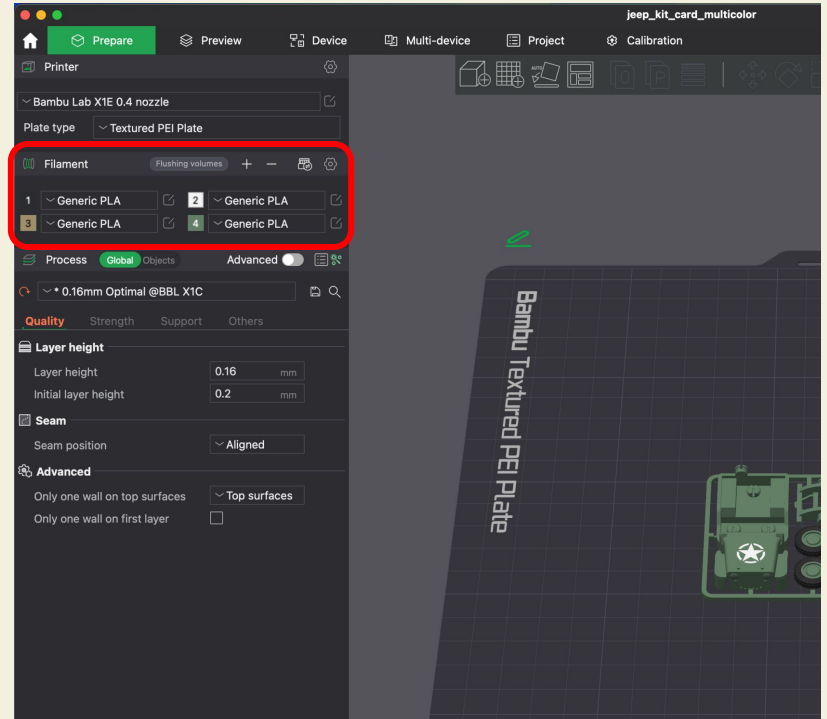 jeep_kit_card_multicolor
Prepare Preview Device Multi-device Project Calibration
Printer
Bambu Lab X1E 0.4 nozzle
Plate type Textured PEI Plate
Filament Flushing volumes + −
1 Generic PLA 2 Generic PLA
3 Generic PLA 4 Generic PLA
Process Global Objects Advanced
* 0.16mm Optimal @BBL X1C
Quality Strength Support Others
Layer height
Layer height 0.16 mm
Initial layer height 0.2 mm
Seam
Seam position Aligned
Advanced
Only one wall on top surfaces Top surfaces
Only one wall on first layer
AUTO
Bambu Textured PEI Plate